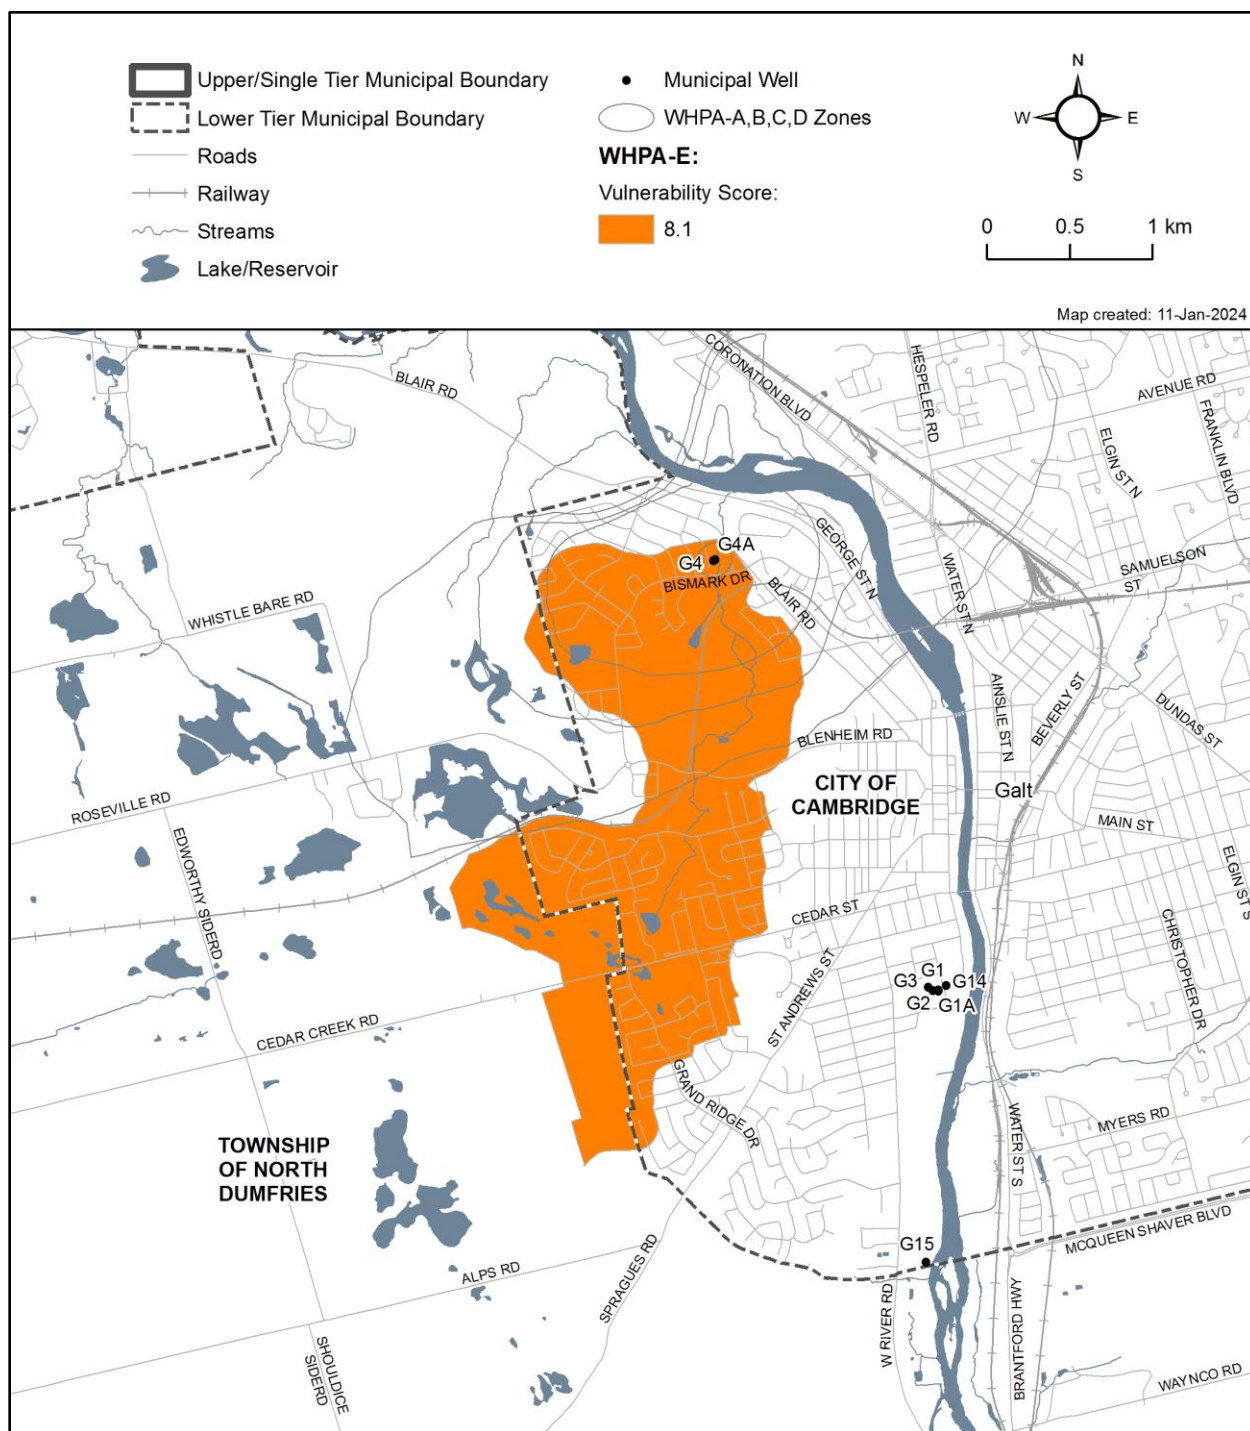 Upper/Single Tier Municipal Boundary
Lower Tier Municipal Boundary
Roads
Railway
Streams
Lake/Reservoir
Municipal Well
WHPA-A,B,C,D Zones
WHPA-E:
Vulnerability Score:
8.1
N
W
E
S
0 0.5 1 km
Map created: 11-Jan-2024
BLAIR RD
CORONATION BLVD
HESPELER RD
AVENUE RD
FRANKLIN BLVD
ELGIN ST N
GEORGE ST N
G4A
G4
BISMARK DR
BLAIR RD
WATER ST N
SAMUELSON
ST
WHISTLE BARE RD
AINSLIE ST N
BEVERLY ST
DUNDAS ST
BLENHEIM RD
CITY OF
CAMBRIDGE
Galt
ROSEVILLE RD
MAIN ST
EDWORTHY SIDERD
ELGIN ST S
CEDAR ST
CHRISTOPHER DR
ST ANDREWS ST
G1
G3
G14
G2
G1A
CEDAR CREEK RD
GRAND RIDGE DR
WATER ST S
MYERS RD
TOWNSHIP
OF NORTH
DUMFRIES
MCQUEEN SHAVER BLVD
G15
ALPS RD
SPRAGUES RD
W RIVER RD
BRANTFORD HWY
SHOULDICE
SIDERD
WAYNCO RD